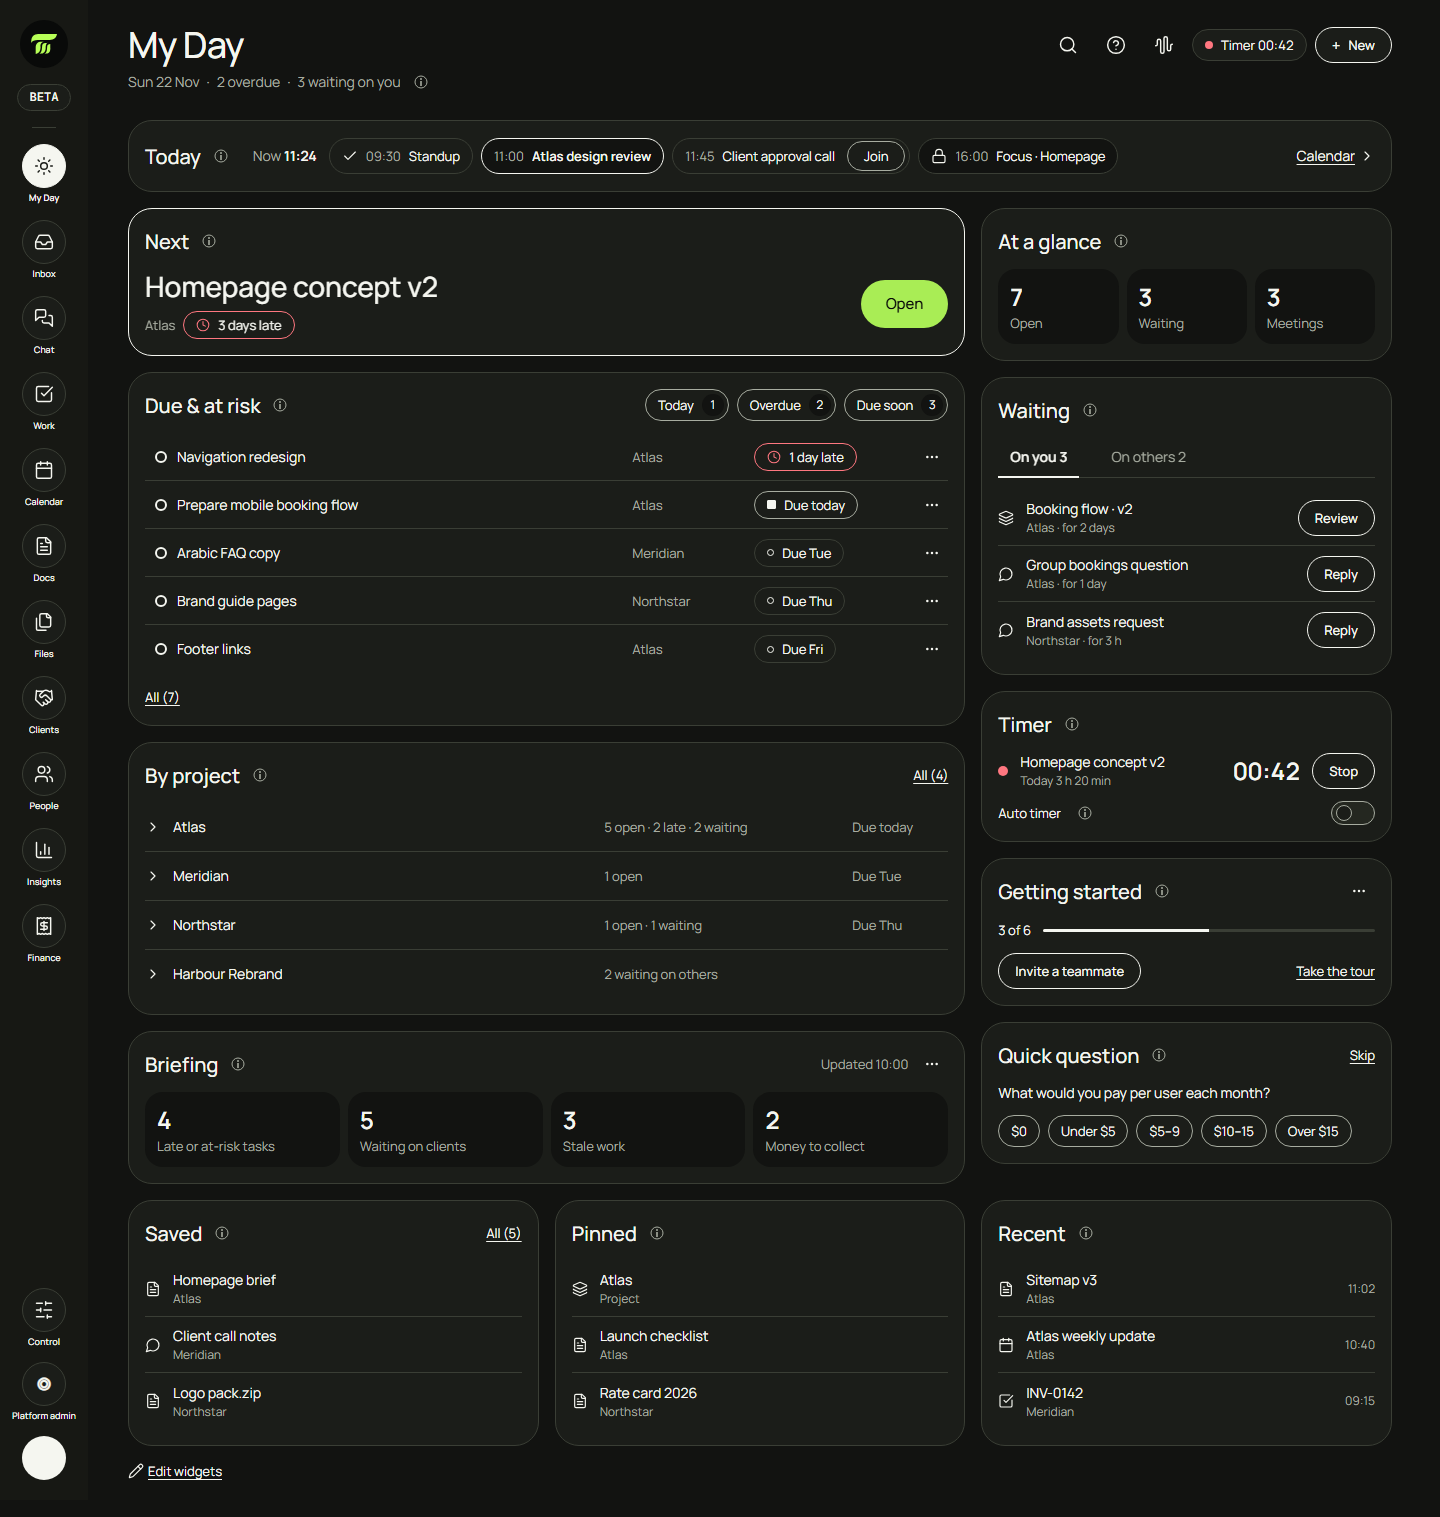 BETA
My Day
Inbox
Chat
Work
Calendar
Docs
Files
Clients
People
Insights
Finance
Control
Platform admin
My Day
Sun 22 Nov · 2 overdue · 3 waiting on you
Timer 00:42
+ New
Today
Now 11:24
09:30 Standup
11:00 Atlas design review
11:45 Client approval call Join
16:00 Focus · Homepage
Calendar
Next
Homepage concept v2
Atlas 3 days late
Open
Due & at risk
Today 1
Overdue 2
Due soon 3
Navigation redesign Atlas 1 day late
Prepare mobile booking flow Atlas Due today
Arabic FAQ copy Meridian Due Tue
Brand guide pages Northstar Due Thu
Footer links Atlas Due Fri
All (7)
By project
All (4)
Atlas 5 open · 2 late · 2 waiting Due today
Meridian 1 open Due Tue
Northstar 1 open · 1 waiting Due Thu
Harbour Rebrand 2 waiting on others
Briefing
Updated 10:00
4
Late or at-risk tasks
5
Waiting on clients
3
Stale work
2
Money to collect
At a glance
7
Open
3
Waiting
3
Meetings
Waiting
On you 3
On others 2
Booking flow · v2
Atlas · for 2 days
Review
Group bookings question
Atlas · for 1 day
Reply
Brand assets request
Northstar · for 3 h
Reply
Timer
Homepage concept v2
Today 3 h 20 min
00:42
Stop
Auto timer
Getting started
3 of 6
Invite a teammate
Take the tour
Quick question
Skip
What would you pay per user each month?
$0
Under $5
$5–9
$10–15
Over $15
Saved
All (5)
Homepage brief
Atlas
Client call notes
Meridian
Logo pack.zip
Northstar
Pinned
Atlas
Project
Launch checklist
Atlas
Rate card 2026
Northstar
Recent
Sitemap v3
Atlas
11:02
Atlas weekly update
Atlas
10:40
INV-0142
Meridian
09:15
Edit widgets